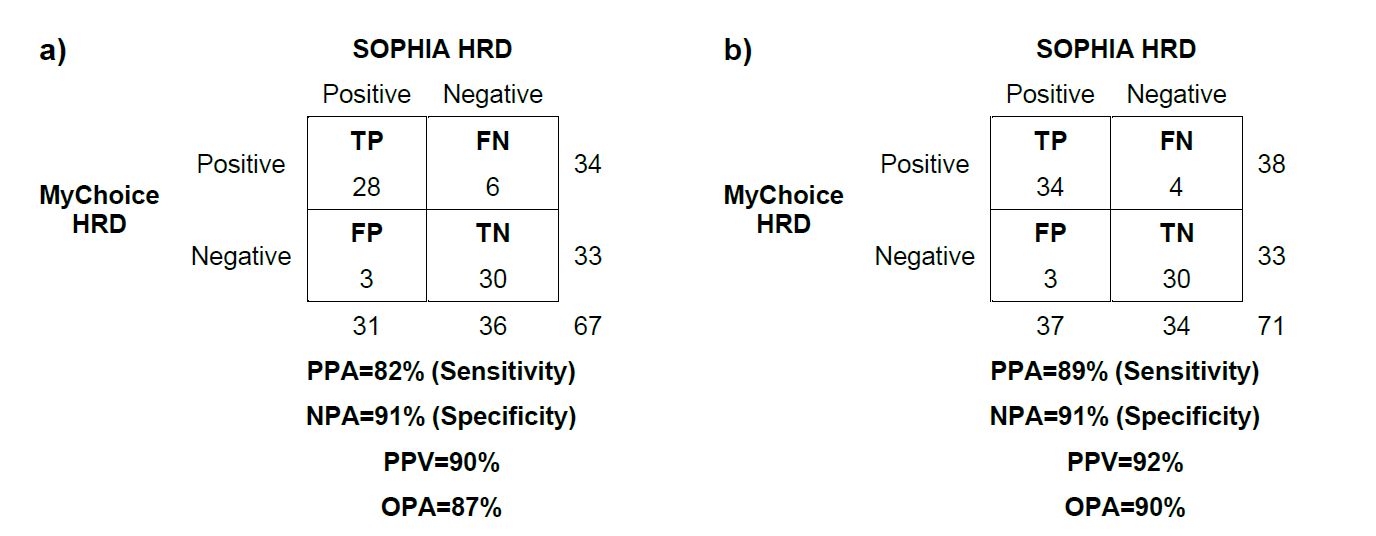 a)
SOPHIA HRD
Positive Negative
TP FN
Positive 28 6 34
MyChoice HRD
FP TN
Negative 3 30 33
31 36 67
PPA=82% (Sensitivity)
NPA=91% (Specificity)
PPV=90%
OPA=87%
b)
SOPHIA HRD
Positive Negative
TP FN
Positive 34 4 38
MyChoice HRD
FP TN
Negative 3 30 33
37 34 71
PPA=89% (Sensitivity)
NPA=91% (Specificity)
PPV=92%
OPA=90%